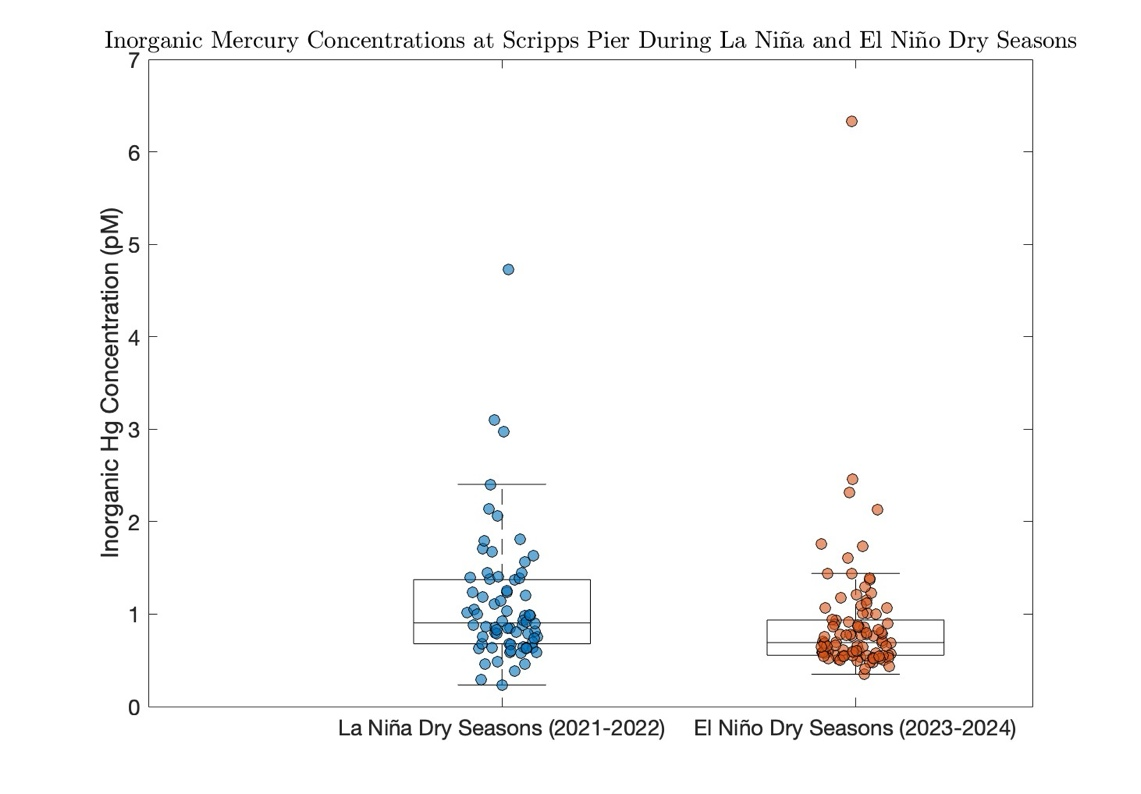 Inorganic Mercury Concentrations at Scripps Pier During La Niña and El Niño Dry Seasons
7
6
5
4
3
2
1
0
Inorganic Hg Concentration (pM)
La Niña Dry Seasons (2021-2022)
El Niño Dry Seasons (2023-2024)